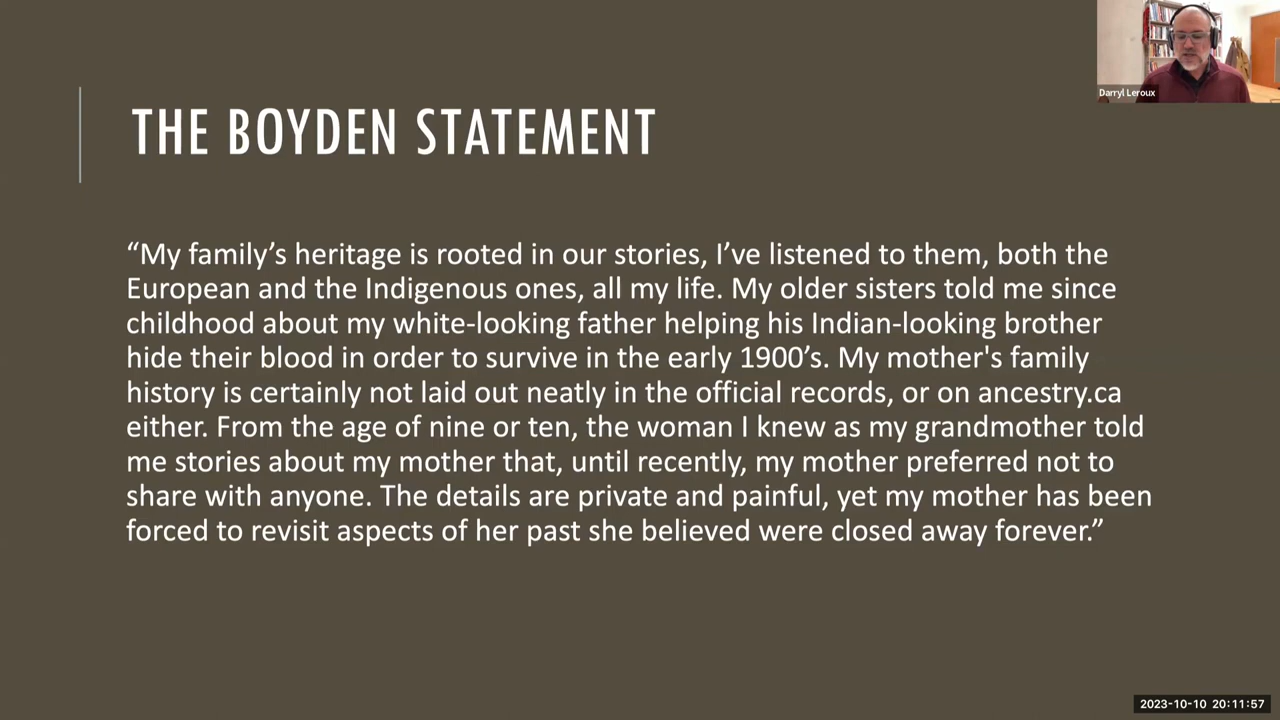 Darryl Leroux
THE BOYDEN STATEMENT
“My family’s heritage is rooted in our stories, I’ve listened to them, both the
European and the Indigenous ones, all my life. My older sisters told me since
childhood about my white-looking father helping his Indian-looking brother
hide their blood in order to survive in the early 1900’s. My mother's family
history is certainly not laid out neatly in the official records, or on ancestry.ca
either. From the age of nine or ten, the woman I knew as my grandmother told
me stories about my mother that, until recently, my mother preferred not to
share with anyone. The details are private and painful, yet my mother has been
forced to revisit aspects of her past she believed were closed away forever.”
2023-10-10 20:11:57